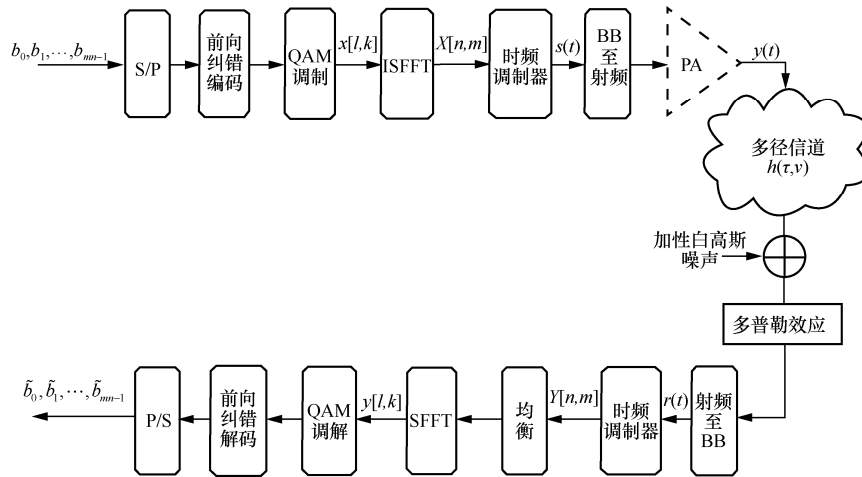 b₀,b₁,⋯,bₘₙ₋₁
S/P
前向
纠错
编码
QAM
调制
x[l,k]
ISFFT
X[n,m]
时频
调制器
s(t)
BB
至
射频
PA
y(t)
多径信道
h(τ,ν)
加性白高斯
噪声
多普勒效应
射频
至
BB
r(t)
时频
调制器
Y[n,m]
均
衡
SFFT
y[l,k]
QAM
调解
前向
纠错
解码
P/S
b̃₀,b̃₁,⋯,b̃ₘₙ₋₁